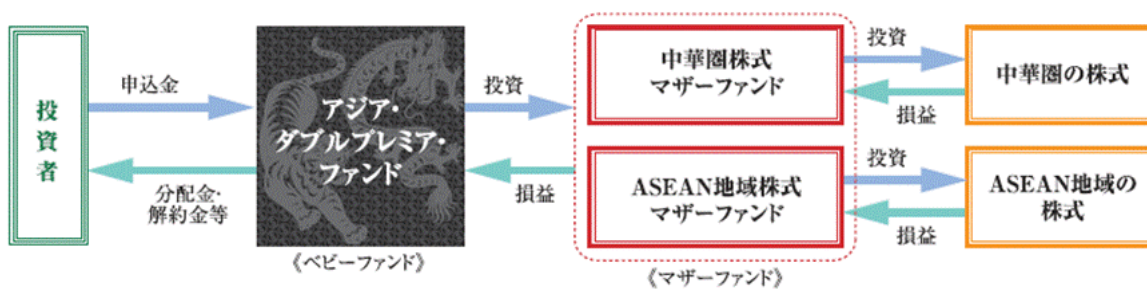 投資者
申込金
分配金・
解約金等
アジア・
ダブルプレミア・
ファンド
《ベビーファンド》
投資
損益
中華圏株式
マザーファンド
ASEAN地域株式
マザーファンド
《マザーファンド》
投資
損益
投資
損益
中華圏の株式
ASEAN地域の
株式